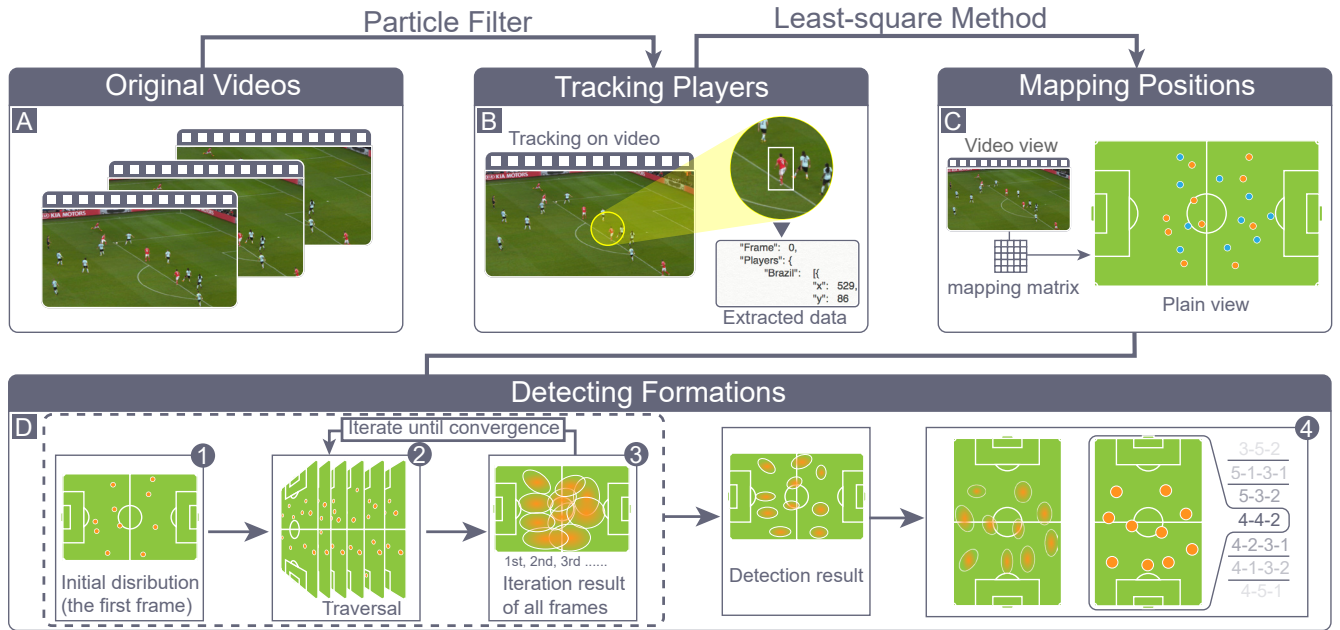 Particle Filter
Least-square Method
Original Videos
Tracking Players
Mapping Positions
A
KIA MOTORS
B
Tracking on video
"Frame": 0,
"Players": {
"Brazil": [{
"x": 529,
"y": 86
Extracted data
C
Video view
mapping matrix
Plain view
Detecting Formations
D
Iterate until convergence
1
Initial disribution
(the first frame)
2
Traversal
3
1st, 2nd, 3rd ......
Iteration result
of all frames
Detection result
4
3-5-2
5-1-3-1
5-3-2
4-4-2
4-2-3-1
4-1-3-2
4-5-1